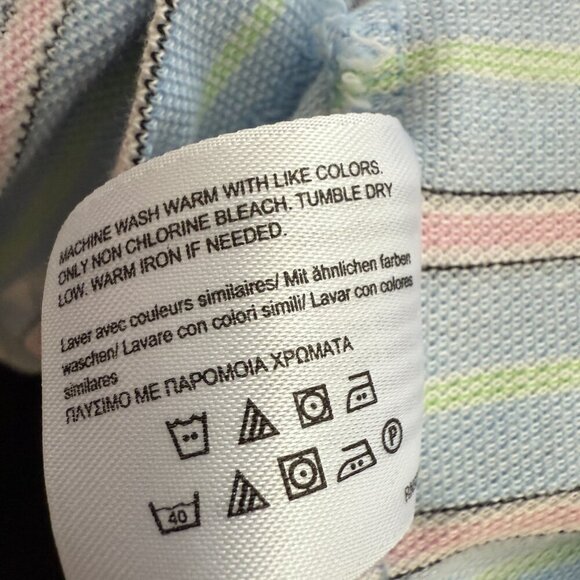 MACHINE WASH WARM WITH LIKE COLORS.
ONLY NON CHLORINE BLEACH. TUMBLE DRY
LOW. WARM IRON IF NEEDED.
Laver avec couleurs similaires/ Mit ähnlichen farben
waschen/ Lavare con colori simili/ Lavar con colores
similares
ΠΛΥΣΙΜΟ ΜΕ ΠΑΡΟΜΟΙΑ ΧΡΩΜΑΤΑ
40 P